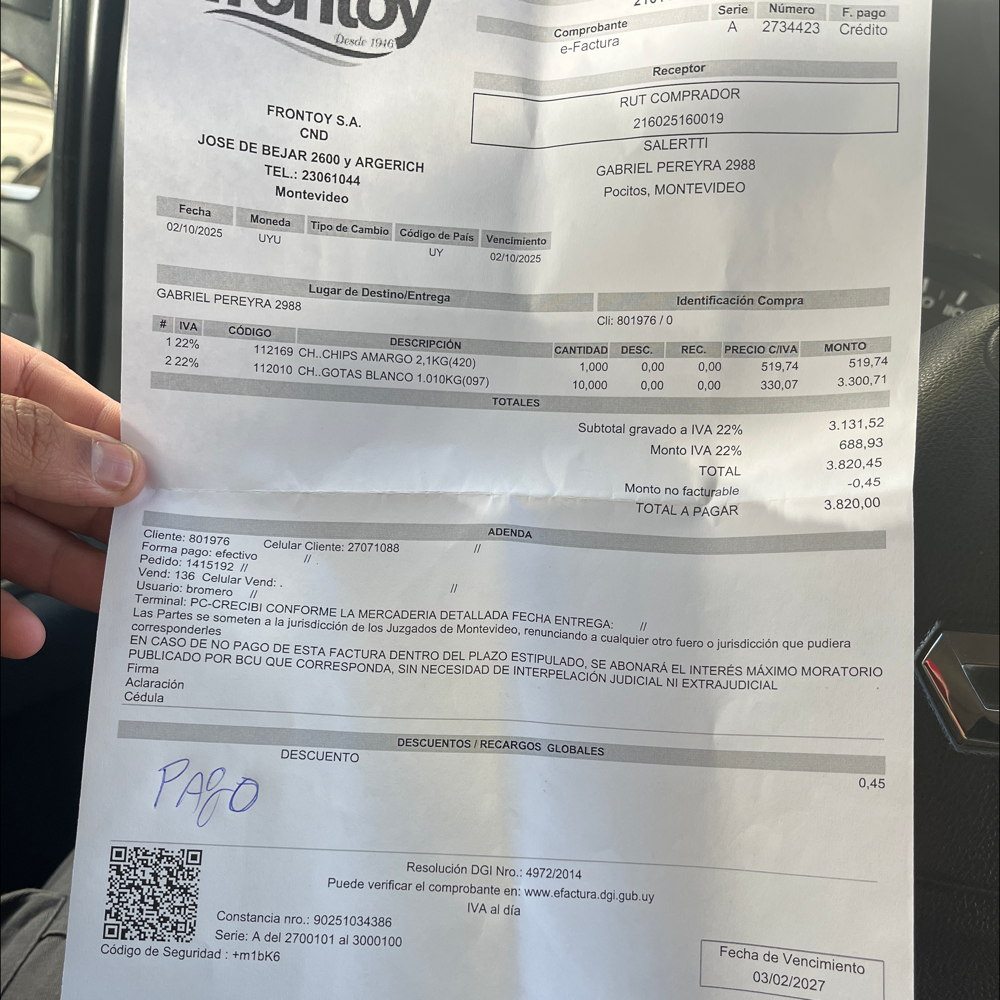 Frontoy
Desde 1946
Comprobante Serie Número F. pago
e-Factura A 2734423 Crédito
Receptor
RUT COMPRADOR
216025160019
SALERTTI
GABRIEL PEREYRA 2988
Pocitos, MONTEVIDEO
FRONTOY S.A.
CND
JOSE DE BEJAR 2600 y ARGERICH
TEL.: 23061044
Montevideo
Fecha Moneda Tipo de Cambio Código de País Vencimiento
02/10/2025 UYU UY 02/10/2025
Lugar de Destino/Entrega Identificación Compra
GABRIEL PEREYRA 2988 Cli: 801976 / 0
# IVA CÓDIGO DESCRIPCIÓN CANTIDAD DESC. REC. PRECIO C/IVA MONTO
1 22% 112169 CH..CHIPS AMARGO 2,1KG(420) 1,000 0,00 0,00 519,74 519,74
2 22% 112010 CH..GOTAS BLANCO 1.010KG(097) 10,000 0,00 0,00 330,07 3.300,71
TOTALES
Subtotal gravado a IVA 22% 3.131,52
Monto IVA 22% 688,93
TOTAL 3.820,45
Monto no facturable -0,45
TOTAL A PAGAR 3.820,00
ADENDA
Cliente: 801976 Celular Cliente: 27071088 //
Forma pago: efectivo // .
Pedido: 1415192 //
Vend: 136 Celular Vend: . //
Usuario: bromero //
Terminal: PC-CRECIBI CONFORME LA MERCADERIA DETALLADA FECHA ENTREGA: //
Las Partes se someten a la jurisdicción de los Juzgados de Montevideo, renunciando a cualquier otro fuero o jurisdicción que pudiera
corresponderles
EN CASO DE NO PAGO DE ESTA FACTURA DENTRO DEL PLAZO ESTIPULADO, SE ABONARÁ EL INTERÉS MÁXIMO MORATORIO
PUBLICADO POR BCU QUE CORRESPONDA, SIN NECESIDAD DE INTERPELACIÓN JUDICIAL NI EXTRAJUDICIAL .
Firma
Aclaración
Cédula
DESCUENTOS / RECARGOS GLOBALES
DESCUENTO 0,45
PAgO
Resolución DGI Nro.: 4972/2014
Puede verificar el comprobante en: www.efactura.dgi.gub.uy
IVA al día
Constancia nro.: 90251034386
Serie: A del 2700101 al 3000100
Código de Seguridad : +m1bK6
Fecha de Vencimiento
03/02/2027